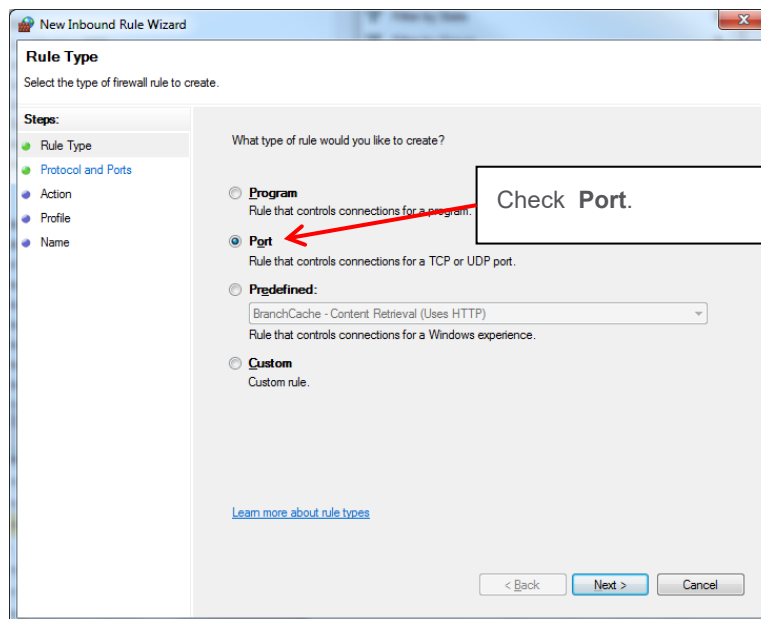 New Inbound Rule Wizard
Rule Type
Select the type of firewall rule to create.
Steps:
Rule Type
Protocol and Ports
Action
Profile
Name
What type of rule would you like to create?
Program
Rule that controls connections for a program.
Check Port.
Port
Rule that controls connections for a TCP or UDP port.
Predefined:
BranchCache - Content Retrieval (Uses HTTP)
Rule that controls connections for a Windows experience.
Custom
Custom rule.
Learn more about rule types
< Back
Next >
Cancel